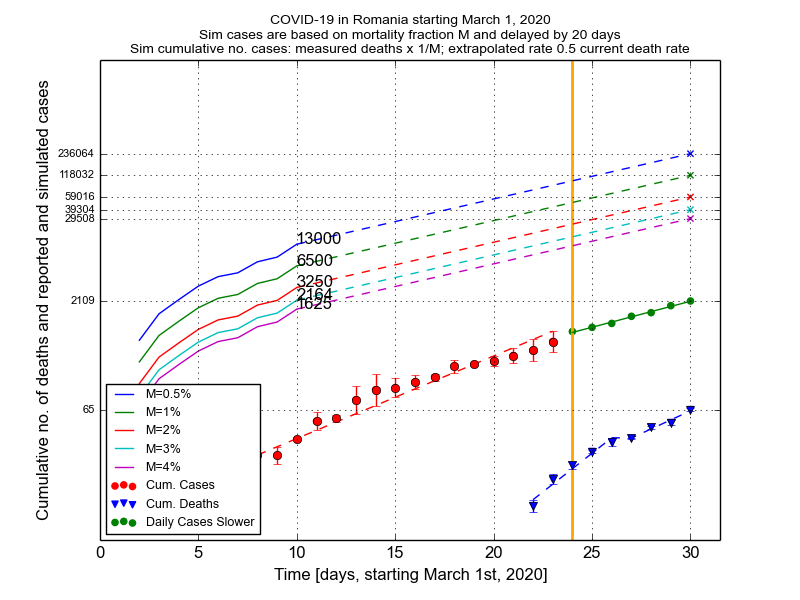 COVID-19 in Romania starting March 1, 2020
Sim cases are based on mortality fraction M and delayed by 20 days
Sim cumulative no. cases: measured deaths x 1/M; extrapolated rate 0.5 current death rate
Cumulative no. of deaths and reported and simulated cases
236064
118032
59016
39304
29508
2109
65
13000
6500
3250
2164
1625
M=0.5%
M=1%
M=2%
M=3%
M=4%
Cum. Cases
Cum. Deaths
Daily Cases Slower
0 5 10 15 20 25 30
Time [days, starting March 1st, 2020]